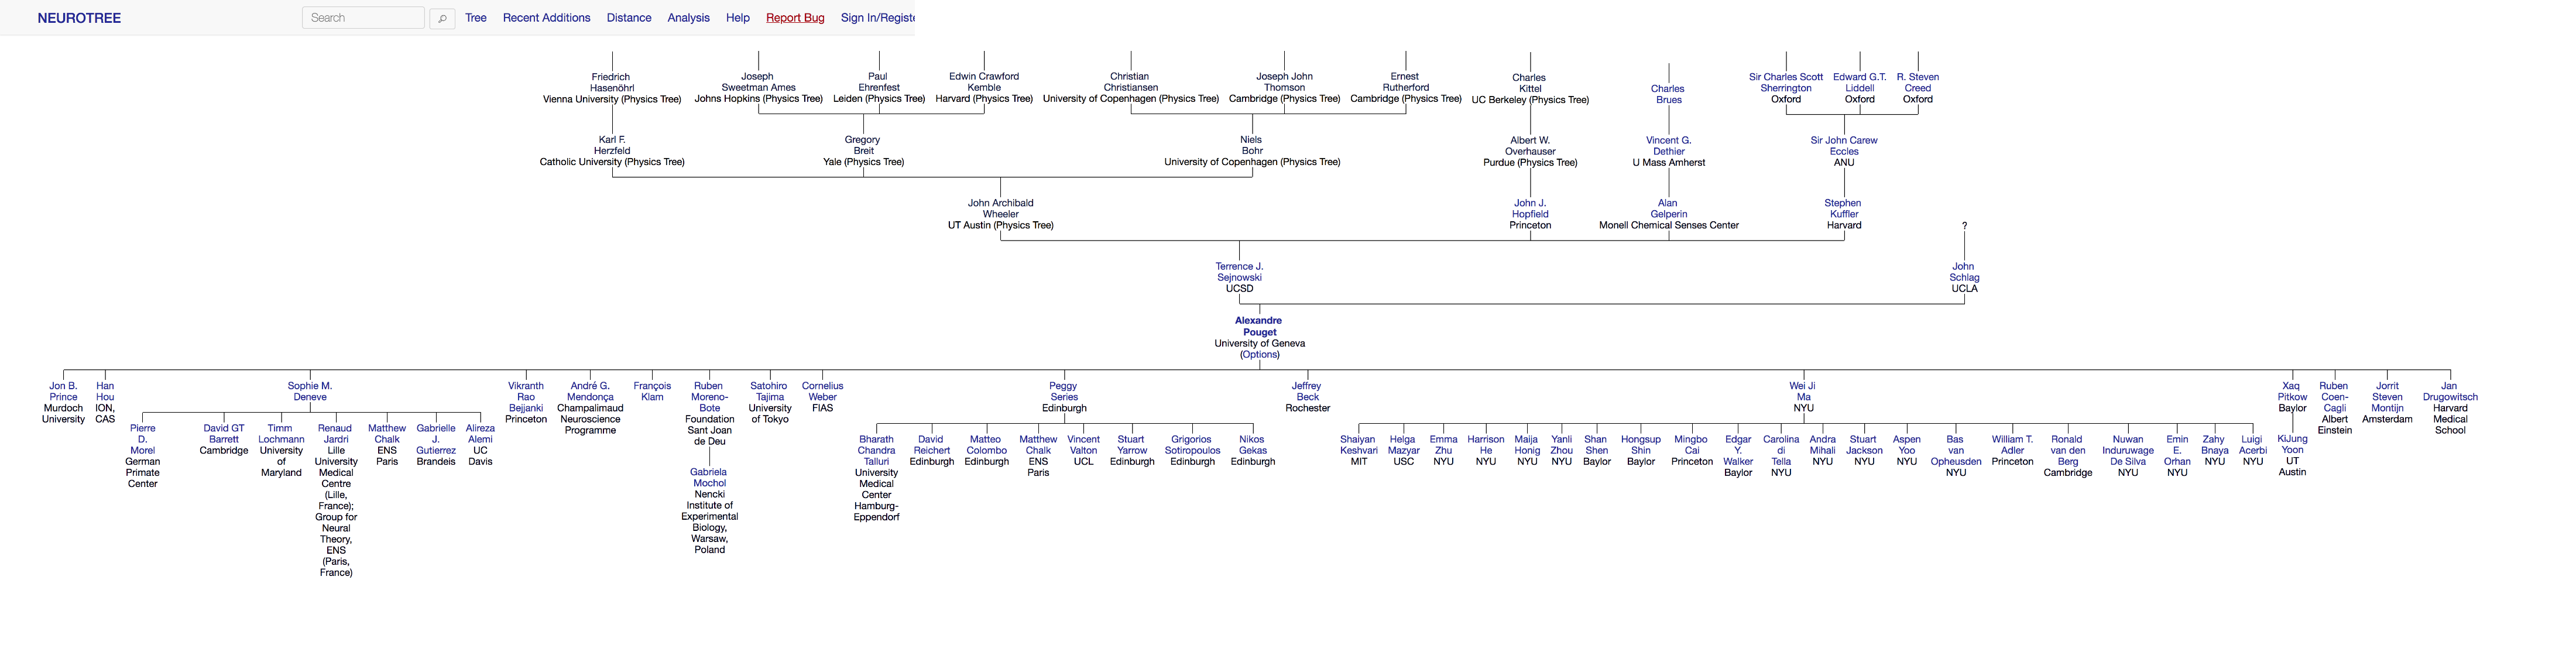 NEUROTREE
Search
Tree
Recent Additions
Distance
Analysis
Help
Report Bug
Sign In/Registe
Friedrich
Hasenöhrl
Vienna University (Physics Tree)
Joseph
Sweetman Ames
Johns Hopkins (Physics Tree)
Paul
Ehrenfest
Leiden (Physics Tree)
Edwin Crawford
Kemble
Harvard (Physics Tree)
Christian
Christiansen
University of Copenhagen (Physics Tree)
Joseph John
Thomson
Cambridge (Physics Tree)
Ernest
Rutherford
Cambridge (Physics Tree)
Charles
Kittel
UC Berkeley (Physics Tree)
Charles
Brues
Sir Charles Scott
Sherrington
Oxford
Edward G.T.
Liddell
Oxford
R. Steven
Creed
Oxford
Karl F.
Herzfeld
Catholic University (Physics Tree)
Gregory
Breit
Yale (Physics Tree)
Niels
Bohr
University of Copenhagen (Physics Tree)
Albert W.
Overhauser
Purdue (Physics Tree)
Vincent G.
Dethier
U Mass Amherst
Sir John Carew
Eccles
ANU
John Archibald
Wheeler
UT Austin (Physics Tree)
John J.
Hopfield
Princeton
Alan
Gelperin
Monell Chemical Senses Center
Stephen
Kuffler
Harvard
?
Terrence J.
Sejnowski
UCSD
John
Schlag
UCLA
Alexandre
Pouget
University of Geneva
(Options)
Jon B.
Prince
Murdoch
University
Han
Hou
ION,
CAS
Sophie M.
Deneve
Vikranth
Rao
Bejjanki
Princeton
André G.
Mendonça
Champalimaud
Neuroscience
Programme
François
Klam
Ruben
Moreno-
Bote
Foundation
Sant Joan
de Deu
Satohiro
Tajima
University
of Tokyo
Cornelius
Weber
FIAS
Peggy
Series
Edinburgh
Jeffrey
Beck
Rochester
Wei Ji
Ma
NYU
Xaq
Pitkow
Baylor
Ruben
Coen-
Cagli
Albert
Einstein
Jorrit
Steven
Montijn
Amsterdam
Jan
Drugowitsch
Harvard
Medical
School
Pierre
D.
Morel
German
Primate
Center
David GT
Barrett
Cambridge
Timm
Lochmann
University
of
Maryland
Renaud
Jardri
Lille
University
Medical
Centre
(Lille,
France);
Group for
Neural
Theory,
ENS
(Paris,
France)
Matthew
Chalk
ENS
Paris
Gabrielle
J.
Gutierrez
Brandeis
Alireza
Alemi
UC
Davis
Gabriela
Mochol
Nencki
Institute of
Experimental
Biology,
Warsaw,
Poland
Bharath
Chandra
Talluri
University
Medical
Center
Hamburg-
Eppendorf
David
Reichert
Edinburgh
Matteo
Colombo
Edinburgh
Matthew
Chalk
ENS
Paris
Vincent
Valton
UCL
Stuart
Yarrow
Edinburgh
Grigorios
Sotiropoulos
Edinburgh
Nikos
Gekas
Edinburgh
Shaiyan
Keshvari
MIT
Helga
Mazyar
USC
Emma
Zhu
NYU
Harrison
He
NYU
Maija
Honig
NYU
Yanli
Zhou
NYU
Shan
Shen
Baylor
Hongsup
Shin
Baylor
Mingbo
Cai
Princeton
Edgar
Y.
Walker
Baylor
Carolina
di
Tella
NYU
Andra
Mihali
NYU
Stuart
Jackson
NYU
Aspen
Yoo
NYU
Bas
van
Opheusden
NYU
William T.
Adler
Princeton
Ronald
van den
Berg
Cambridge
Nuwan
Induruwage
De Silva
NYU
Emin
E.
Orhan
NYU
Zahy
Bnaya
NYU
Luigi
Acerbi
NYU
KiJung
Yoon
UT
Austin